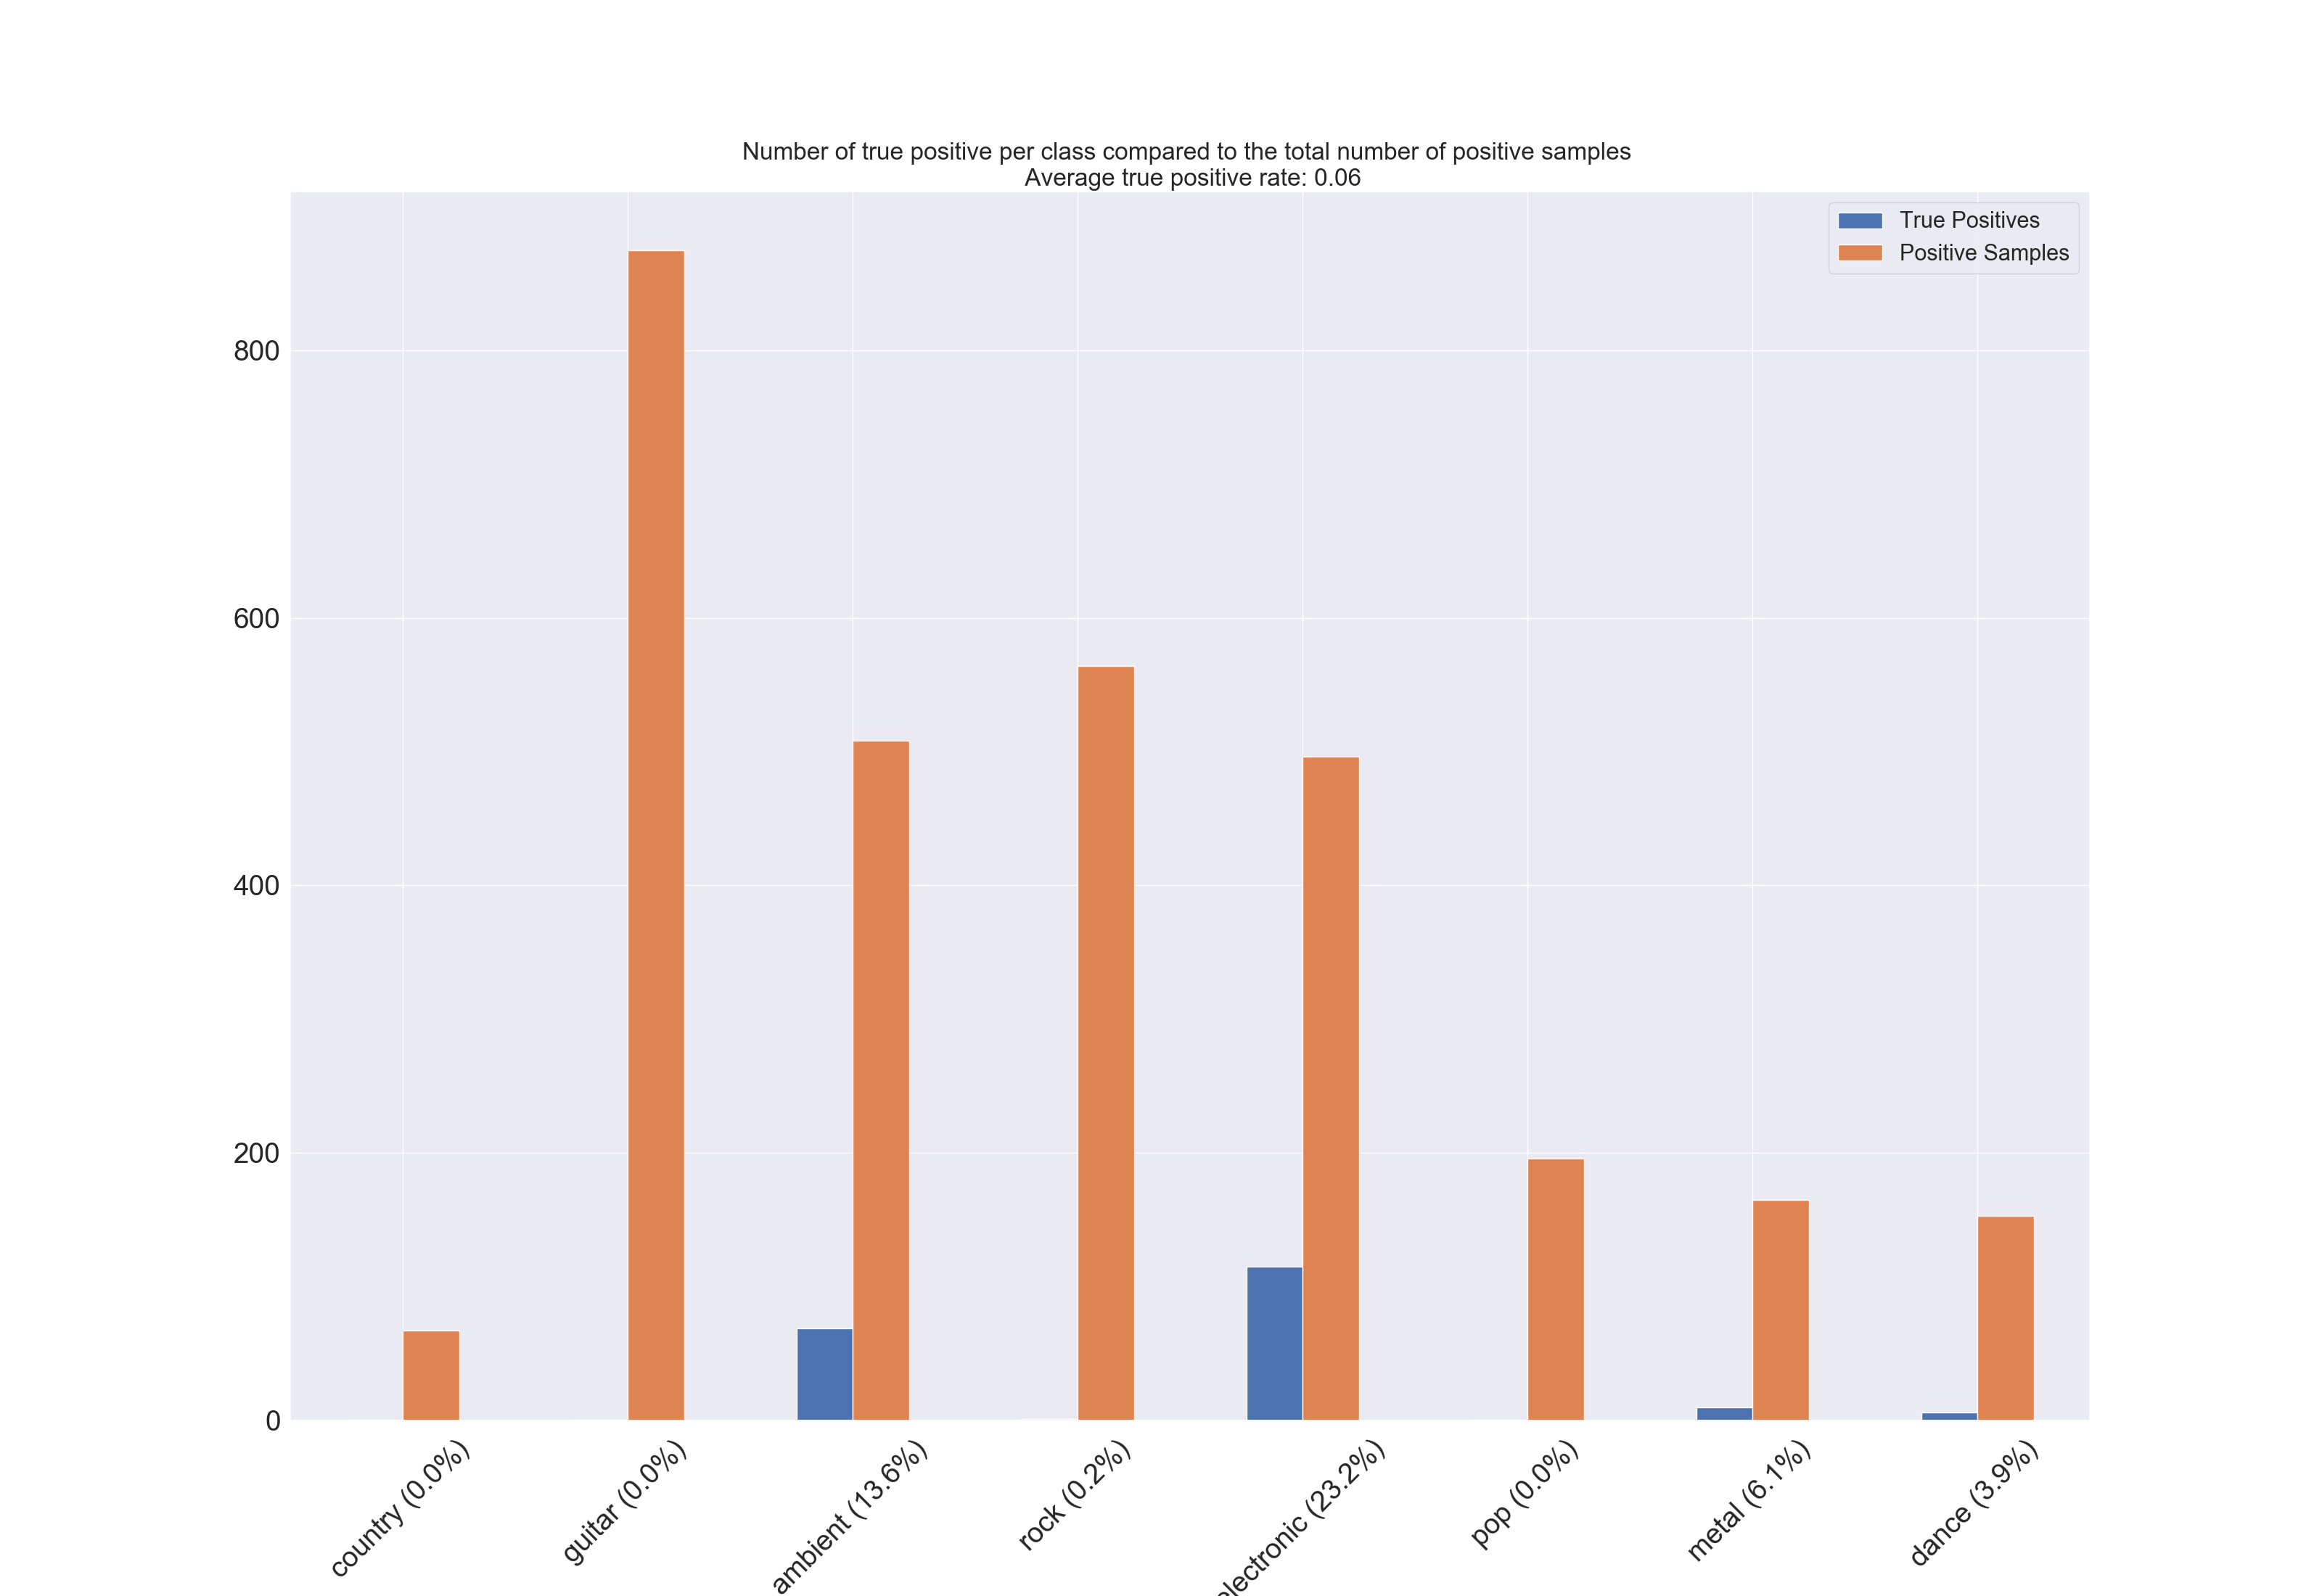 Number of true positive per class compared to the total number of positive samples
Average true positive rate: 0.06
True Positives
Positive Samples
800
600
400
200
0
country (0.0%)
guitar (0.0%)
ambient (13.6%)
rock (0.2%)
electronic (23.2%)
pop (0.0%)
metal (6.1%)
dance (3.9%)